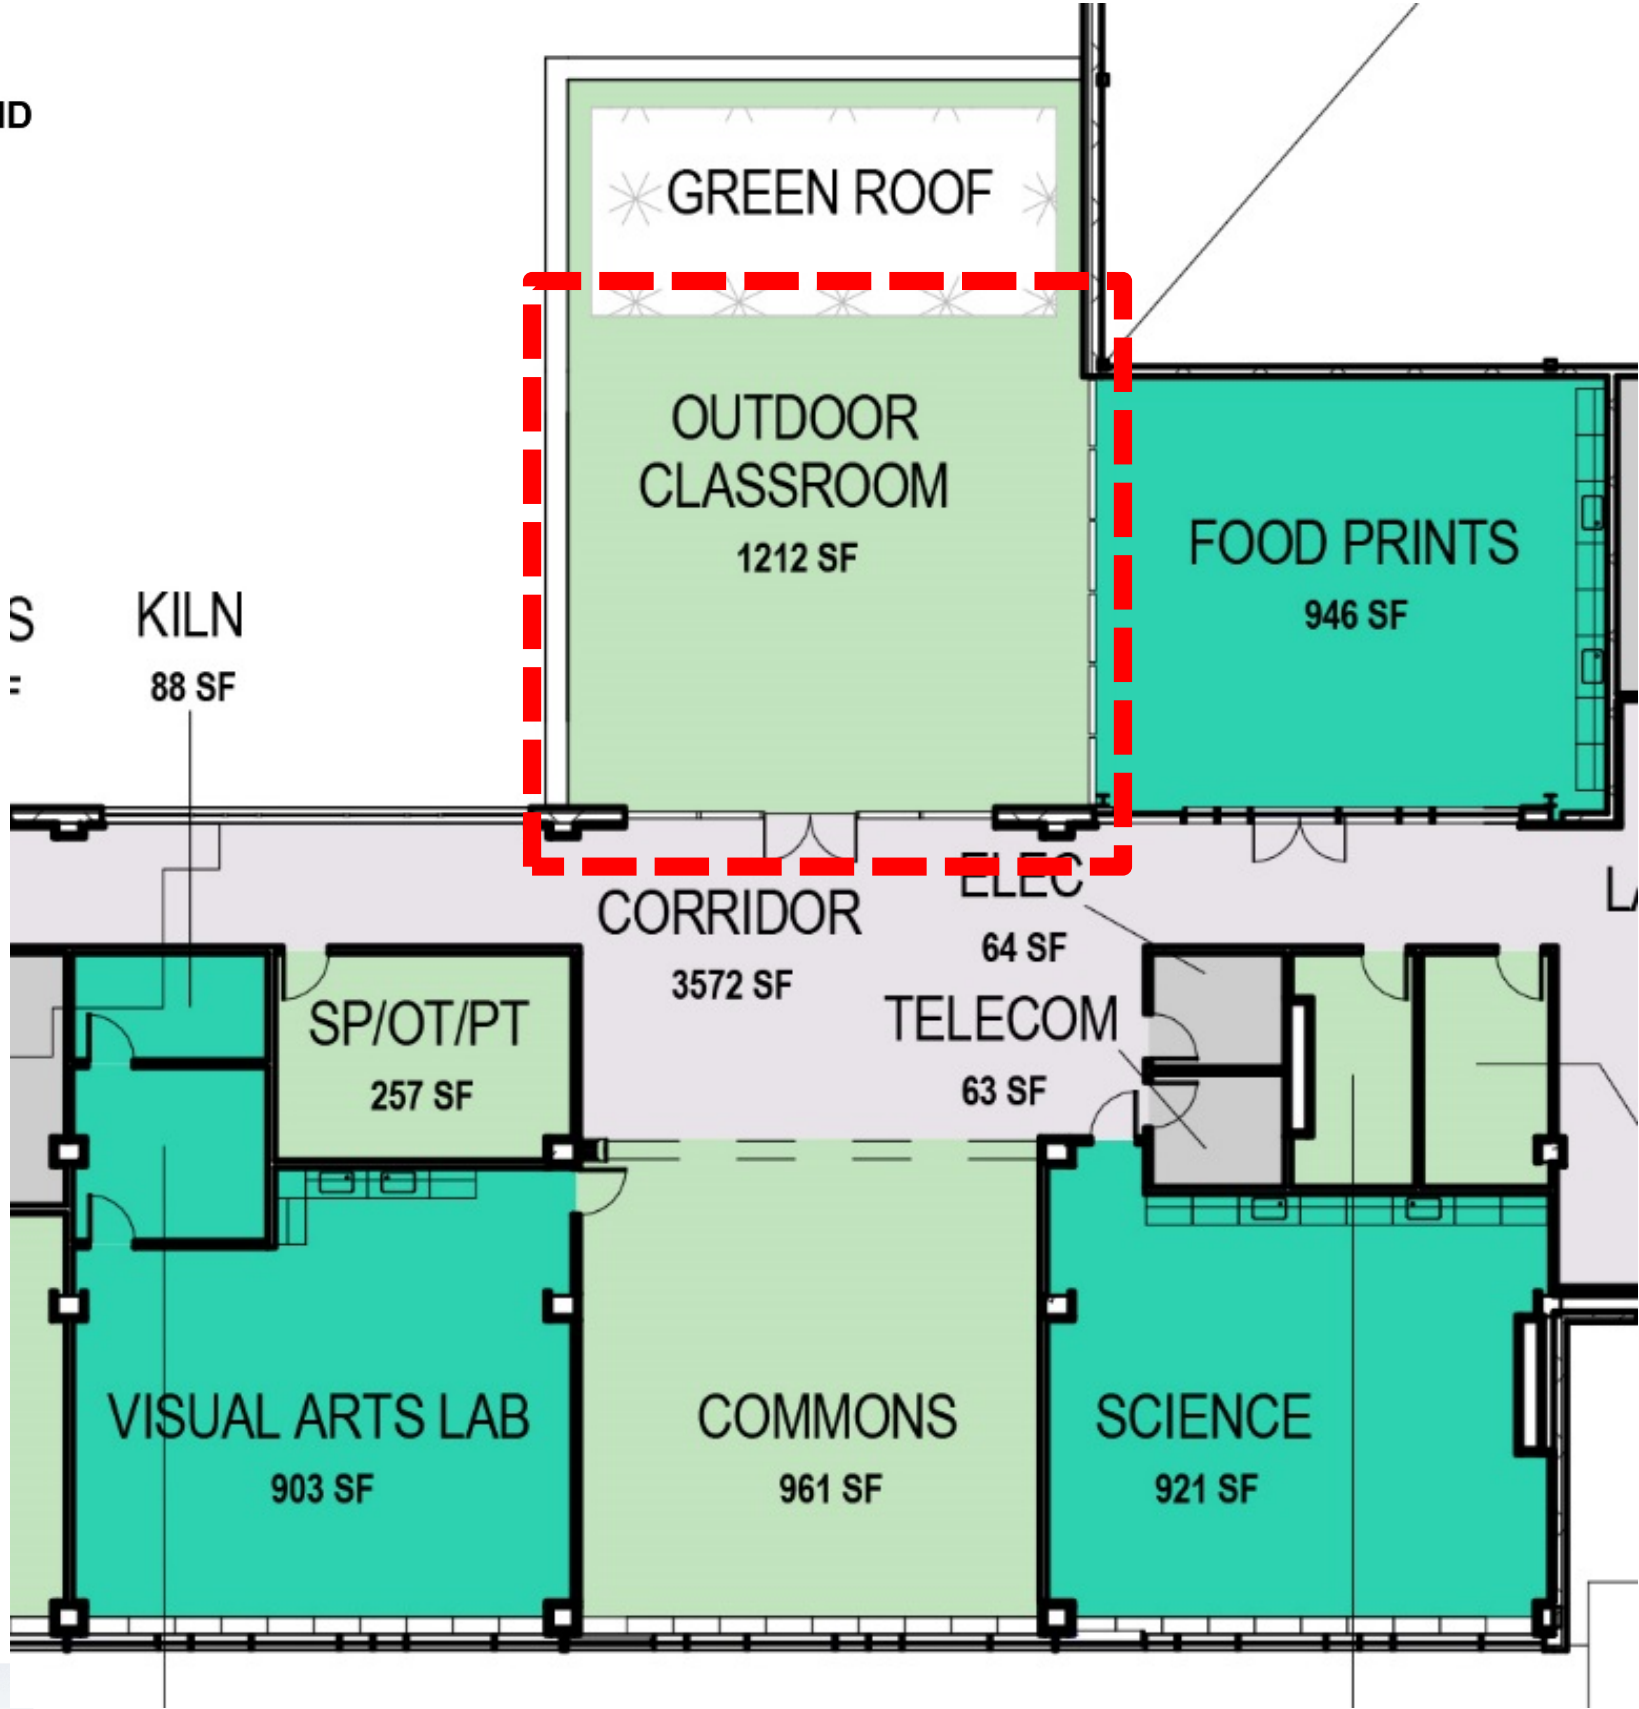 GREEN ROOF
OUTDOOR
CLASSROOM
1212 SF
FOOD PRINTS
946 SF
KILN
88 SF
CORRIDOR
3572 SF
ELEC
64 SF
TELECOM
63 SF
SP/OT/PT
257 SF
VISUAL ARTS LAB
903 SF
COMMONS
961 SF
SCIENCE
921 SF